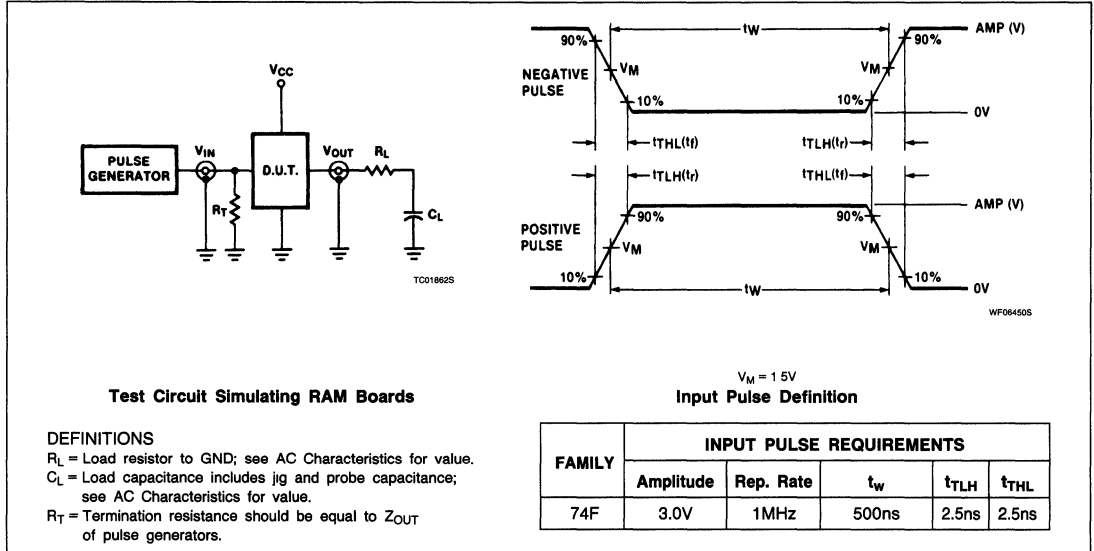 VCC
PULSE GENERATOR
VIN
D.U.T.
VOUT
RL
RT
CL
TC01862S
tW
AMP (V)
90%
90%
NEGATIVE PULSE
VM
VM
10%
10%
0V
tTHL(tf)
tTLH(tr)
tTLH(tr)
tTHL(tf)
AMP (V)
90%
90%
POSITIVE PULSE
VM
VM
10%
10%
tW
0V
WF06450S
Test Circuit Simulating RAM Boards
VM = 1 5V
Input Pulse Definition
DEFINITIONS
RL = Load resistor to GND; see AC Characteristics for value.
CL = Load capacitance includes jig and probe capacitance;
see AC Characteristics for value.
RT = Termination resistance should be equal to ZOUT
of pulse generators.
FAMILY INPUT PULSE REQUIREMENTS
Amplitude Rep. Rate tw tTLH tTHL
74F 3.0V 1MHz 500ns 2.5ns 2.5ns